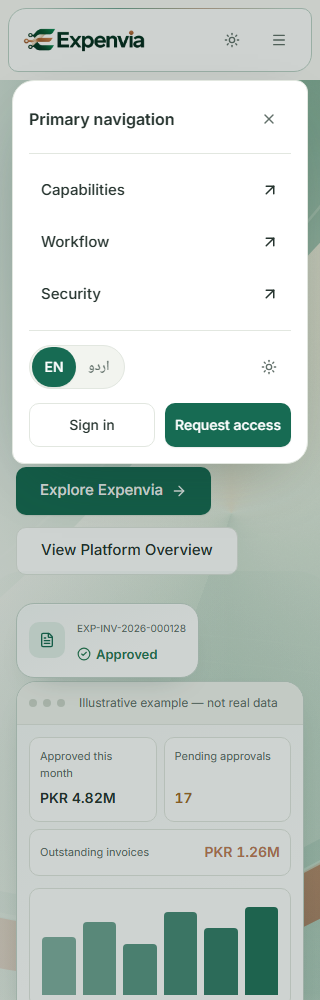 Expenvia
Primary navigation
Capabilities
Workflow
Security
EN
اردو
Sign in
Request access
Explore Expenvia
View Platform Overview
EXP-INV-2026-000128
Approved
Illustrative example — not real data
Approved this
month
PKR 4.82M
Pending approvals
17
Outstanding invoices
PKR 1.26M